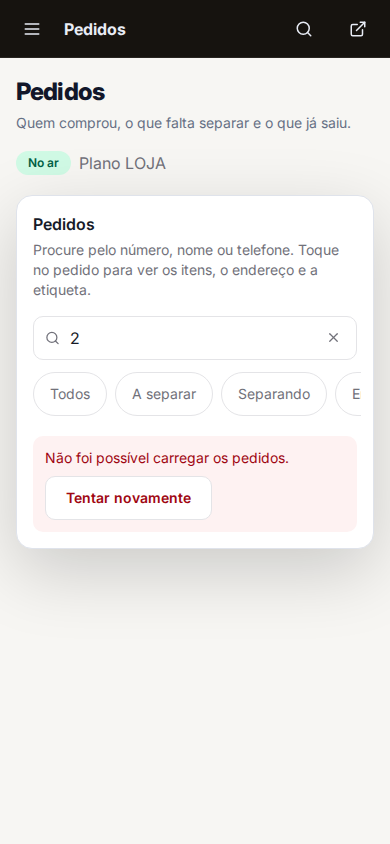 Pedidos
Pedidos
Quem comprou, o que falta separar e o que já saiu.
No ar Plano LOJA
Pedidos
Procure pelo número, nome ou telefone. Toque
no pedido para ver os itens, o endereço e a
etiqueta.
2
Todos A separar Separando E
Não foi possível carregar os pedidos.
Tentar novamente